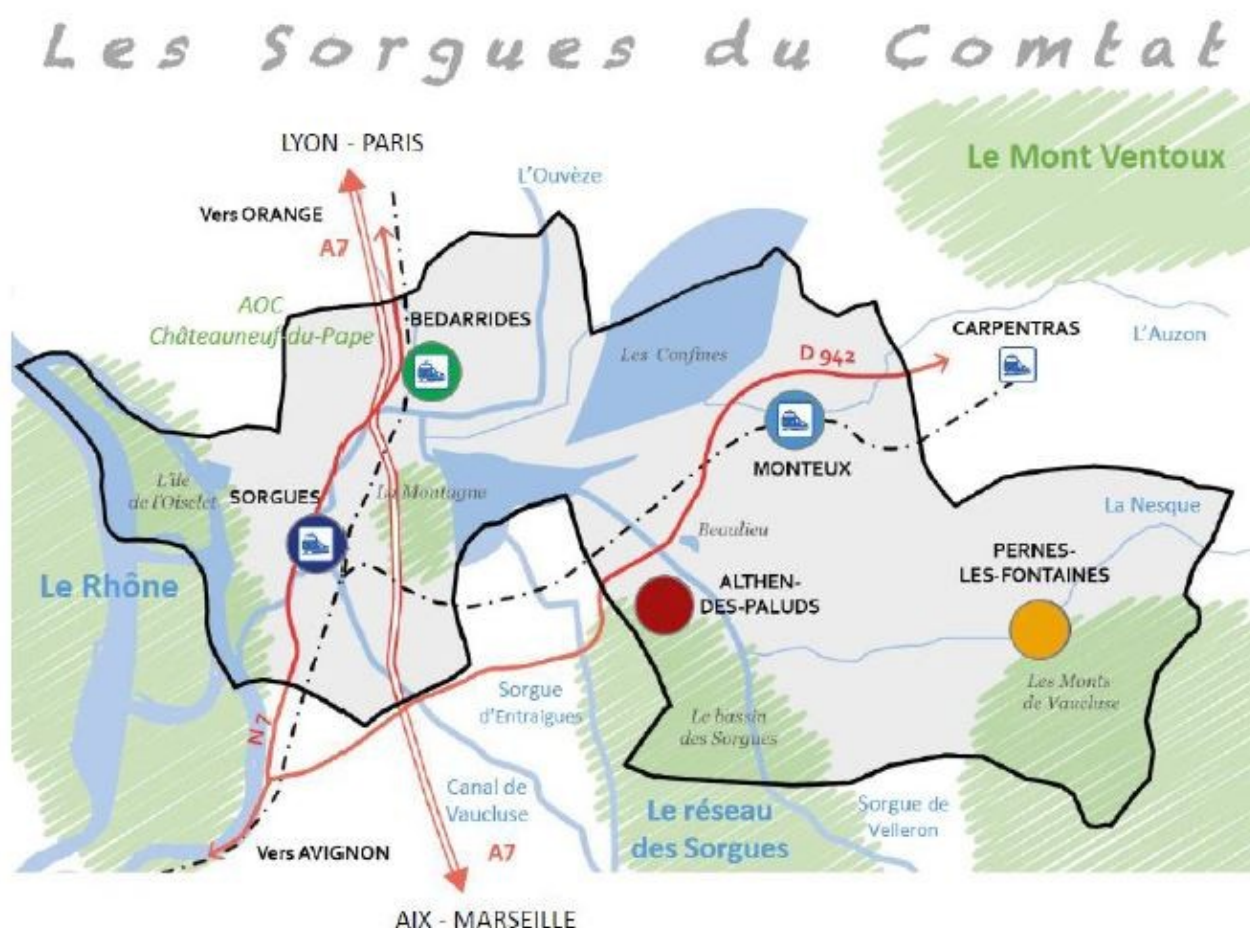 Les Sorgues du Comtat
LYON - PARIS
Le Mont Ventoux
L'Ouvèze
Vers ORANGE
A7
AOC
Châteauneuf-du-Pape
BEDARRIDES
CARPENTRAS
L'Auzon
Les Confines
D 942
MONTEUX
L'île
de l'Oiselet
SORGUES
La Montagne
La Nesque
Beaulieu
PERNES-
LES-FONTAINES
Le Rhône
ALTHEN-
DES-PALUDS
Sorgue
d'Entraigues
Les Monts
de Vaucluse
N 7
Le bassin
des Sorgues
Canal de
Vaucluse
Le réseau
des Sorgues
Sorgue de
Velleron
Vers AVIGNON
A7
AIX - MARSEILLE